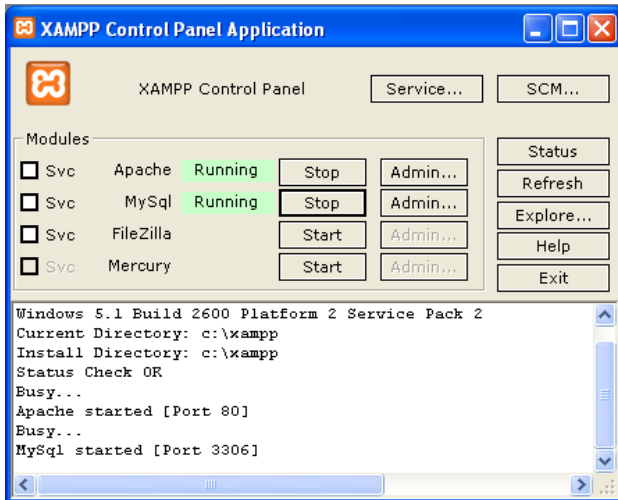 XAMPP Control Panel Application
XAMPP Control Panel Service... SCM...
Modules
Svc Apache Running Stop Admin...
Svc MySql Running Stop Admin...
Svc FileZilla Start Admin...
Svc Mercury Start Admin...
Status
Refresh
Explore...
Help
Exit
Windows 5.1 Build 2600 Platform 2 Service Pack 2
Current Directory: c:\xampp
Install Directory: c:\xampp
Status Check OK
Busy...
Apache started [Port 80]
Busy...
MySql started [Port 3306]